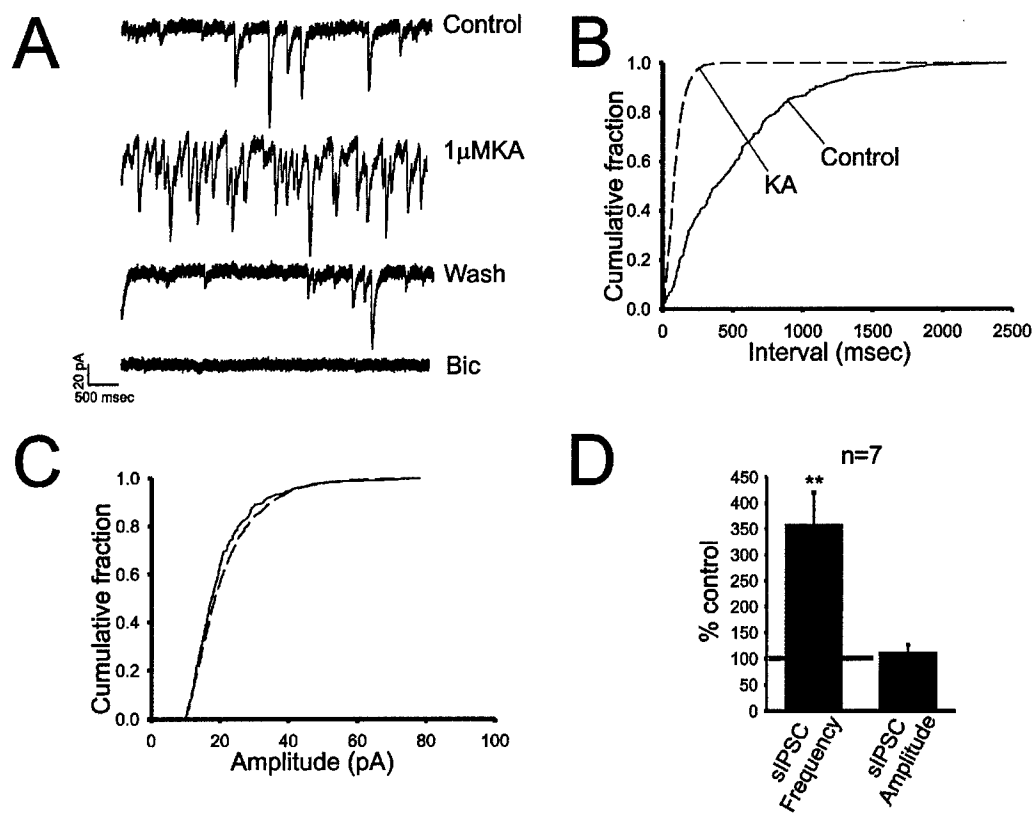 A
Control
1µMKA
Wash
Bic
20 pA
500 msec
B
Cumulative fraction
1.0
0.8
0.6
0.4
0.2
0.0
Control
KA
0
500
1000
1500
2000
2500
Interval (msec)
C
Cumulative fraction
1.0
0.8
0.6
0.4
0.2
0.0
0
20
40
60
80
100
Amplitude (pA)
D
n=7
% control
450
400
350
300
250
200
150
100
50
0
**
sIPSC
Frequency
sIPSC
Amplitude